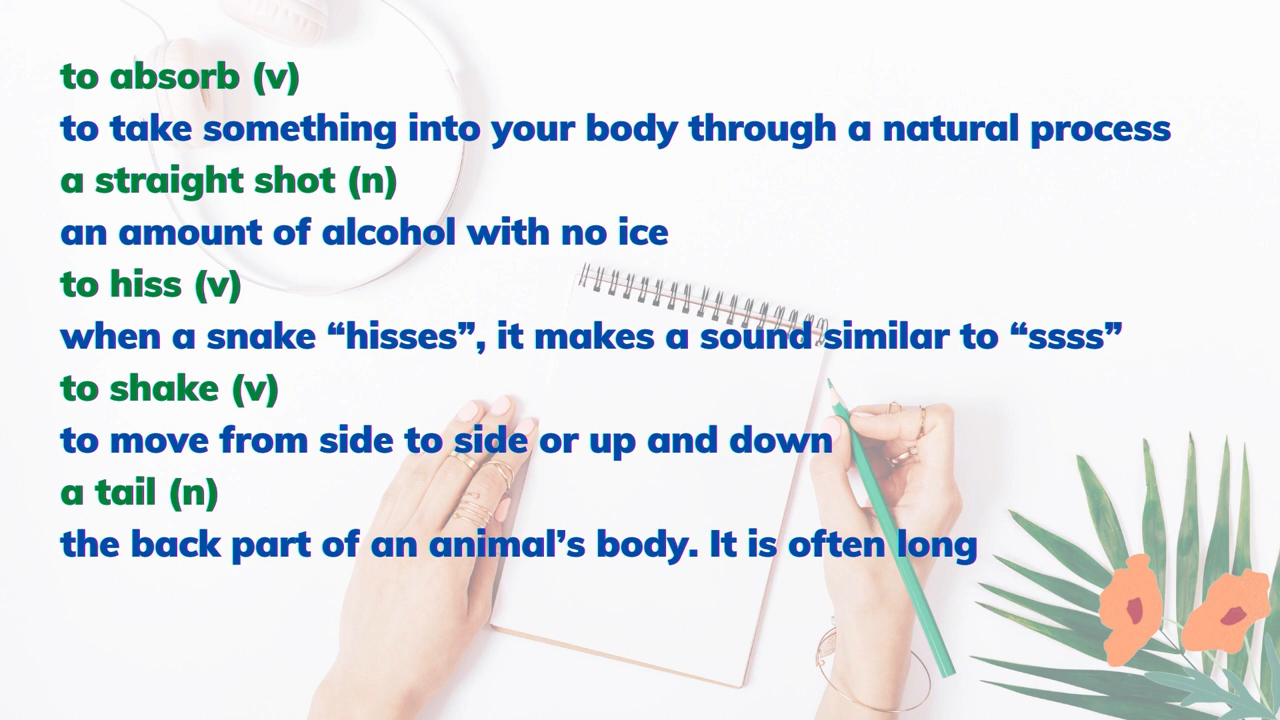 to absorb (v)
to take something into your body through a natural process
a straight shot (n)
an amount of alcohol with no ice
to hiss (v)
when a snake “hisses”, it makes a sound similar to “ssss”
to shake (v)
to move from side to side or up and down
a tail (n)
the back part of an animal’s body. It is often long